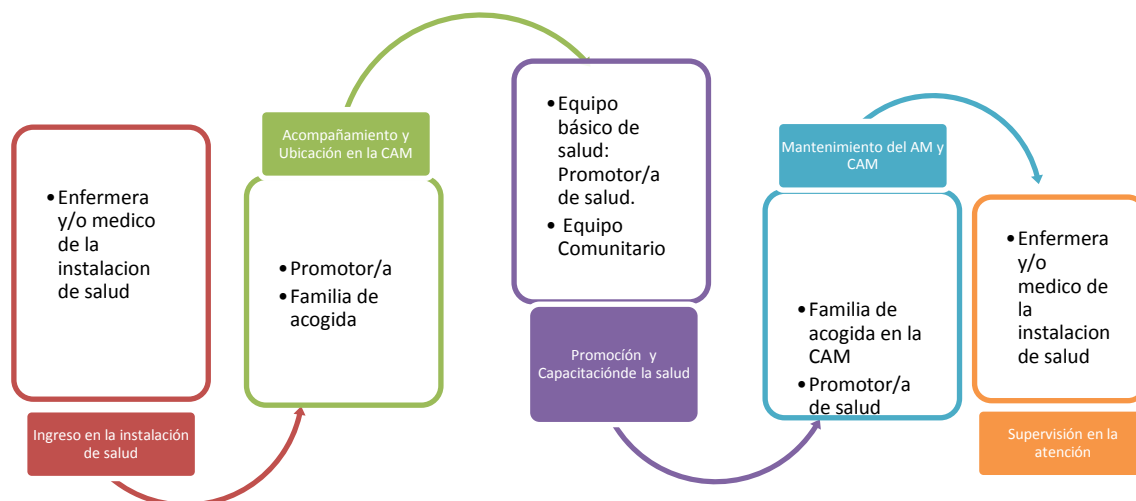 • Enfermera
y/o medico
de la
instalacion
de salud
Ingreso en la instalación
de salud
Acompañamiento y
Ubicación en la CAM
• Promotor/a
• Familia de
acogida
• Equipo
básico de
salud:
Promotor/a
de salud.
• Equipo
Comunitario
Promoción y
Capacitaciónde la salud
Mantenimiento del AM y
CAM
• Familia de
acogida en la
CAM
• Promotor/a
de salud
• Enfermera
y/o
medico de
la
instalacion
de salud
Supervisión en la
atención